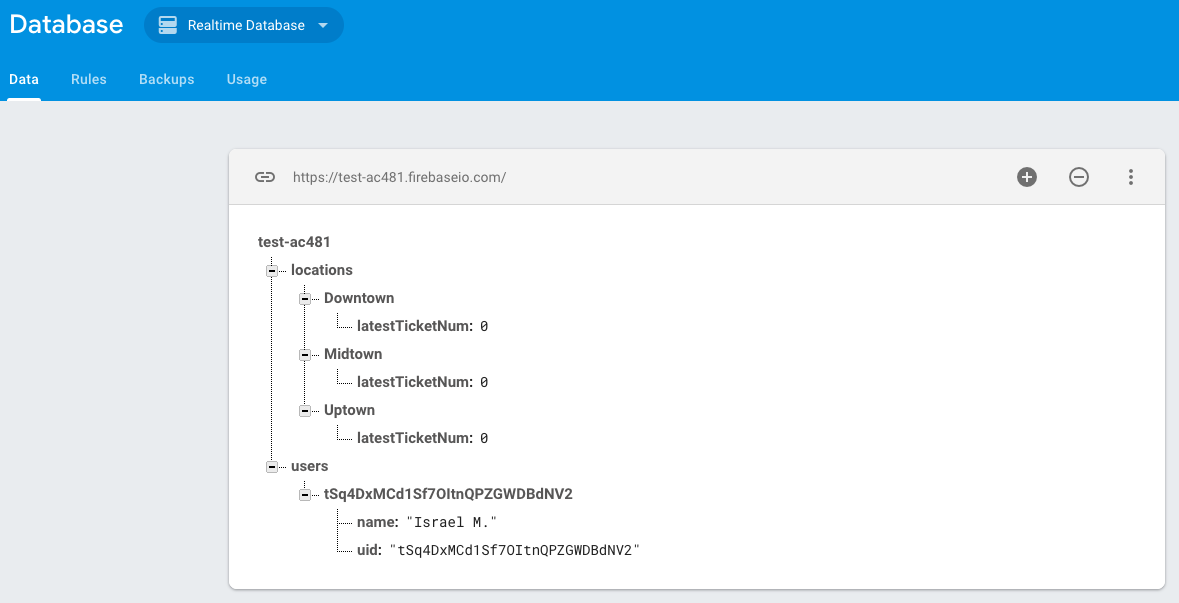 Database Realtime Database
Data Rules Backups Usage
https://test-ac481.firebaseio.com/
test-ac481
locations
Downtown
latestTicketNum: 0
Midtown
latestTicketNum: 0
Uptown
latestTicketNum: 0
users
tSq4DxMCd1Sf7OItnQPZGWDBdNV2
name: "Israel M."
uid: "tSq4DxMCd1Sf7OItnQPZGWDBdNV2"